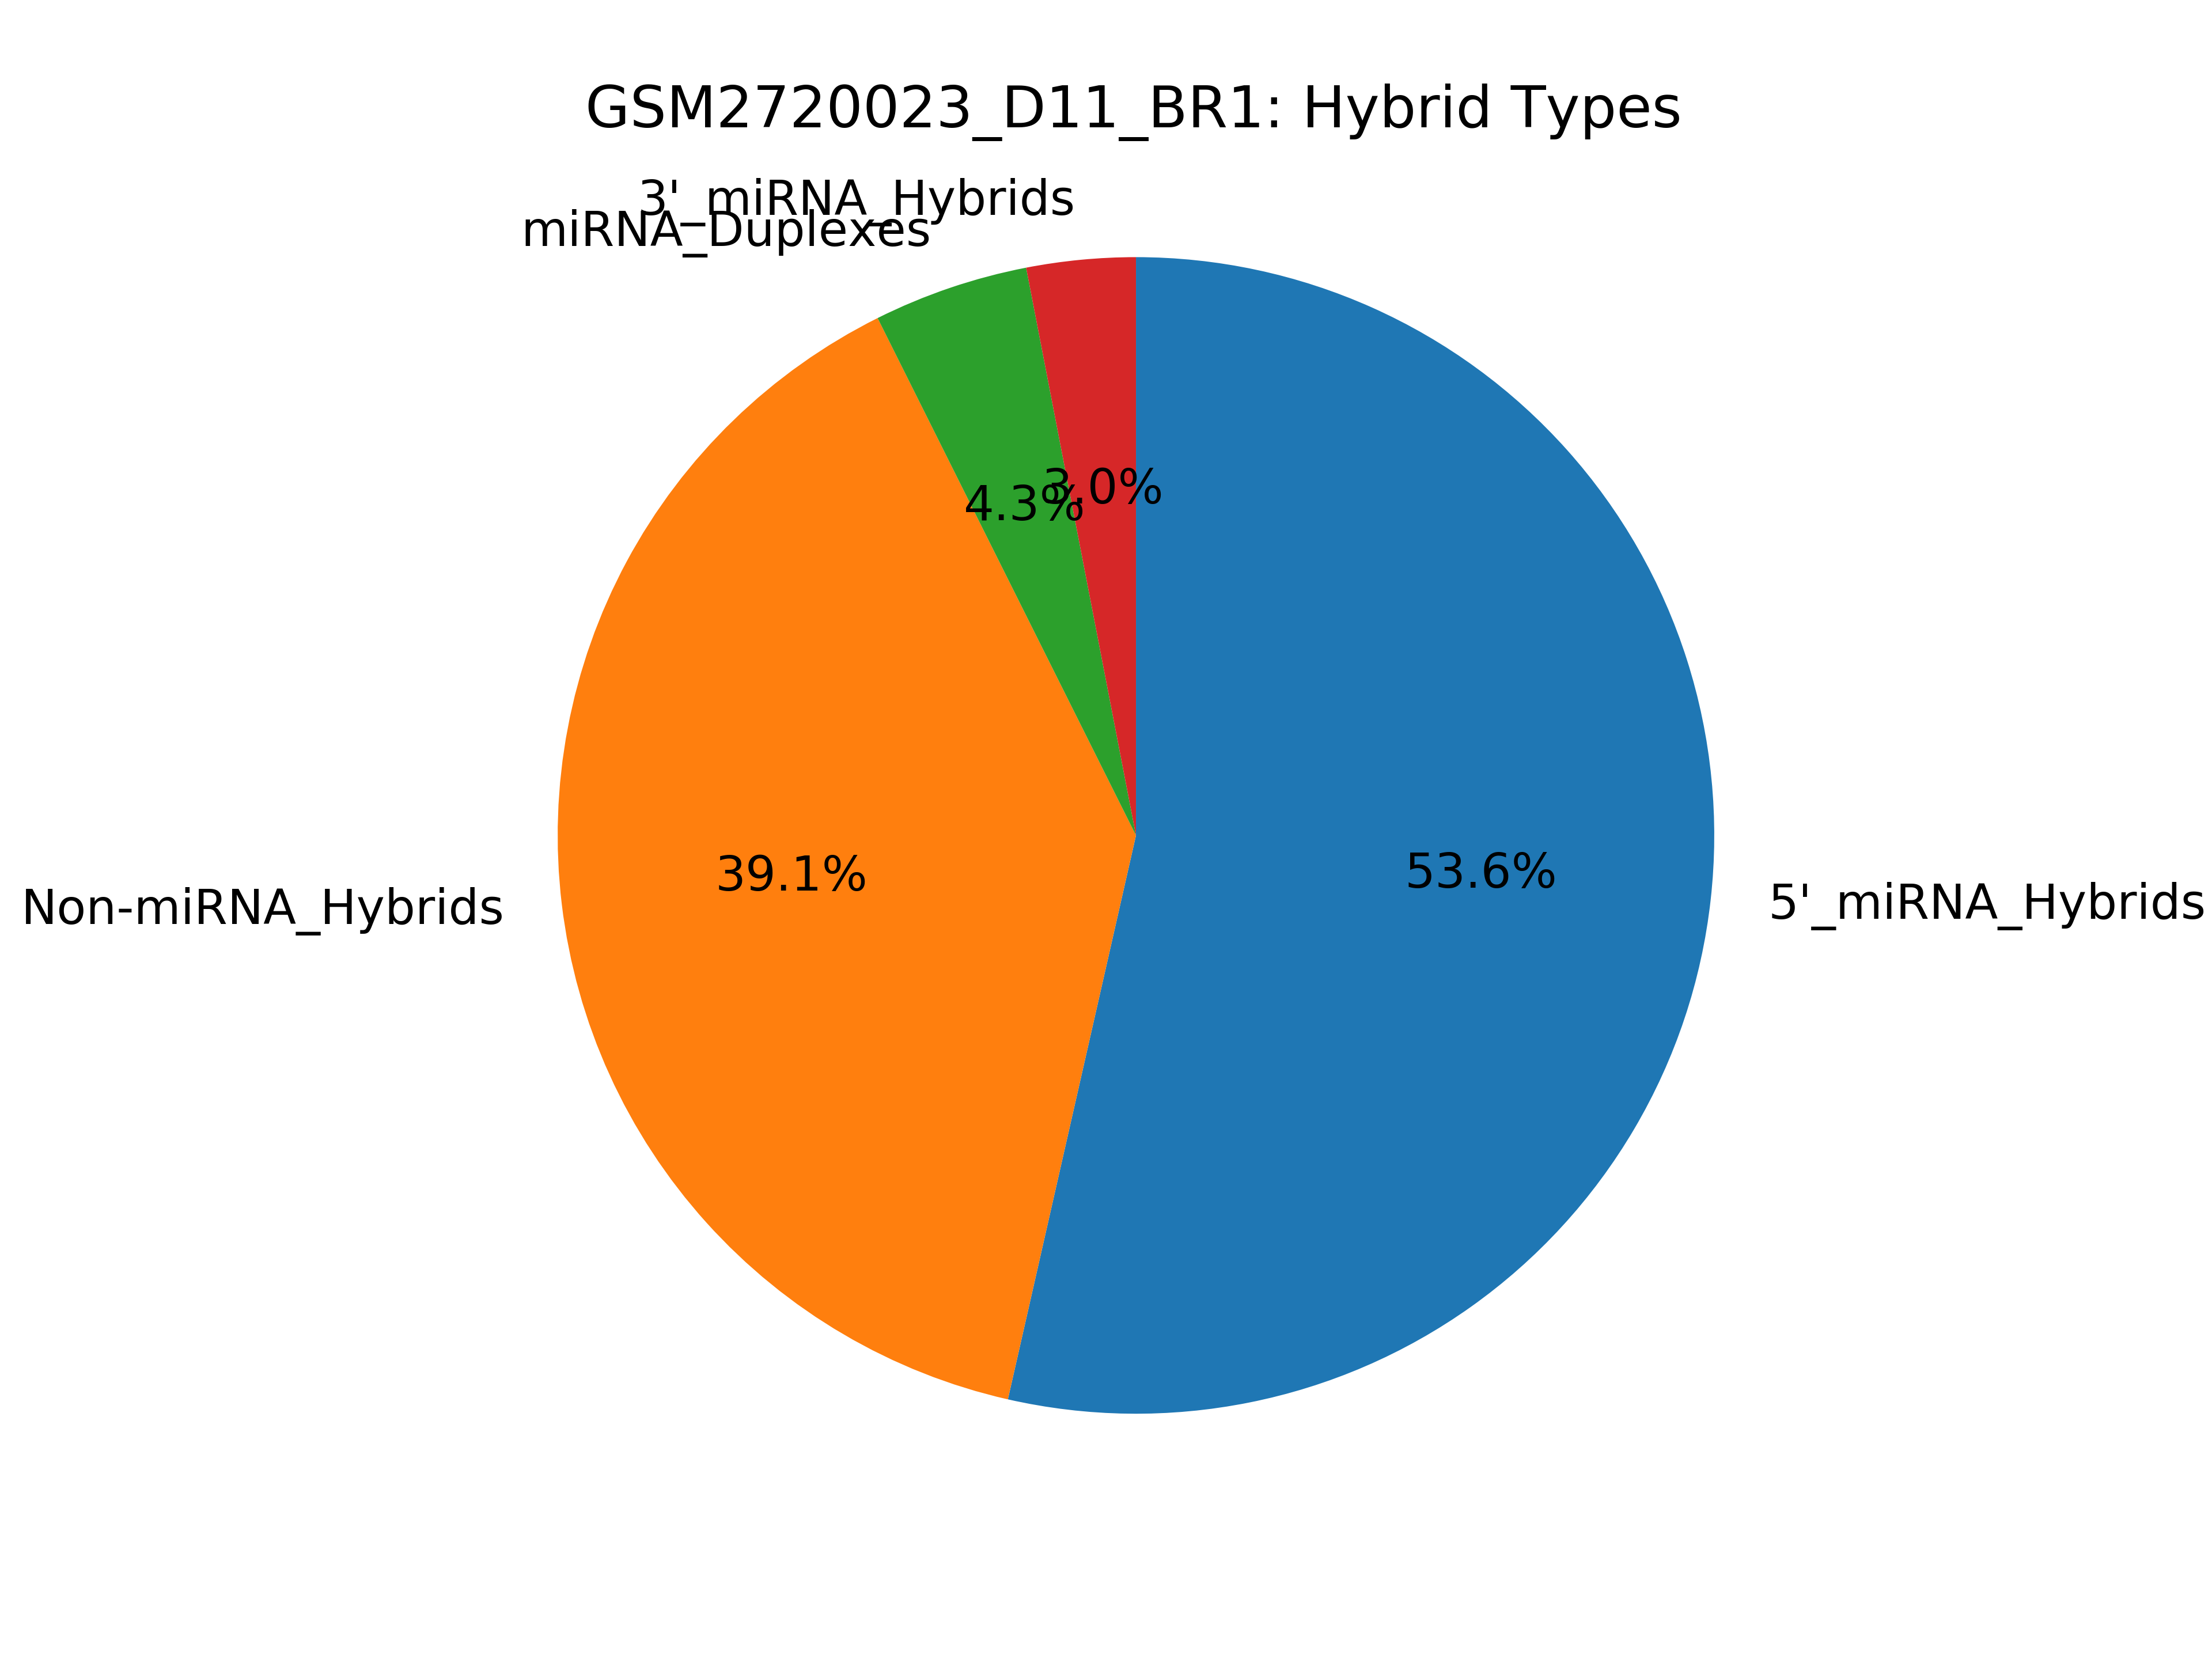 GSM2720023_D11_BR1: Hybrid Types
3'_miRNA_Hybrids
miRNA_Duplexes
3.0%
4.3%
39.1%
53.6%
Non-miRNA_Hybrids
5'_miRNA_Hybrids